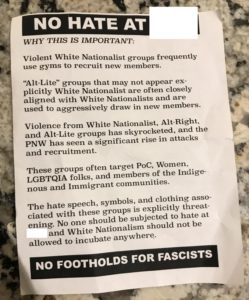 NO HATE AT
WHY THIS IS IMPORTANT:
Violent White Nationalist groups frequently
use gyms to recruit new members.
"Alt-Lite" groups that may not appear ex-
plicitly White Nationalist are often closely
aligned with White Nationalists and are
used to aggressively draw in new members.
Violence from White Nationalist, Alt-Right,
and Alt-Lite groups has skyrocketed, and the
PNW has seen a significant rise in attacks
and recruitment.
These groups often target PoC, Women,
LGBTQIA folks, and members of the Indige-
nous and Immigrant communities.
The hate speech, symbols, and clothing asso-
ciated with these groups is explicitly threat-
ening. No one should be subjected to hate at
and White Nationalism should not be
allowed to incubate anywhere.
NO FOOTHOLDS FOR FASCISTS